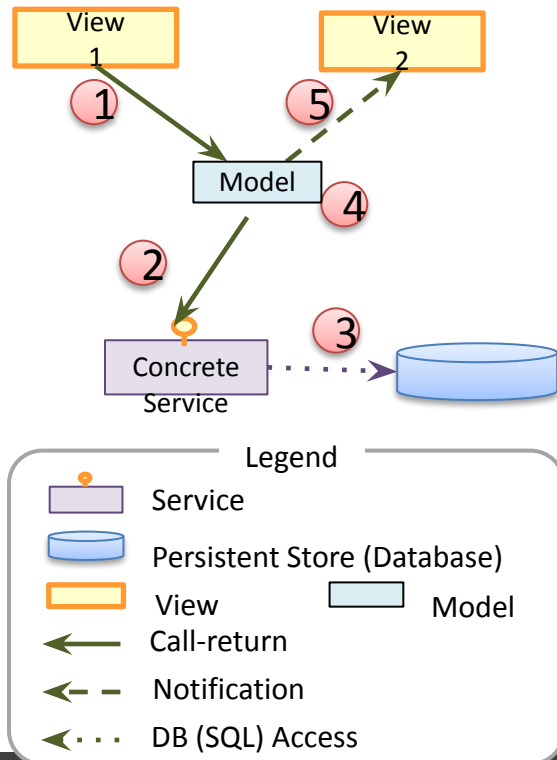 View
1
View
2
1
5
Model
4
2
3
Concrete
Service
Legend
Service
Persistent Store (Database)
View
Model
Call-return
Notification
DB (SQL) Access